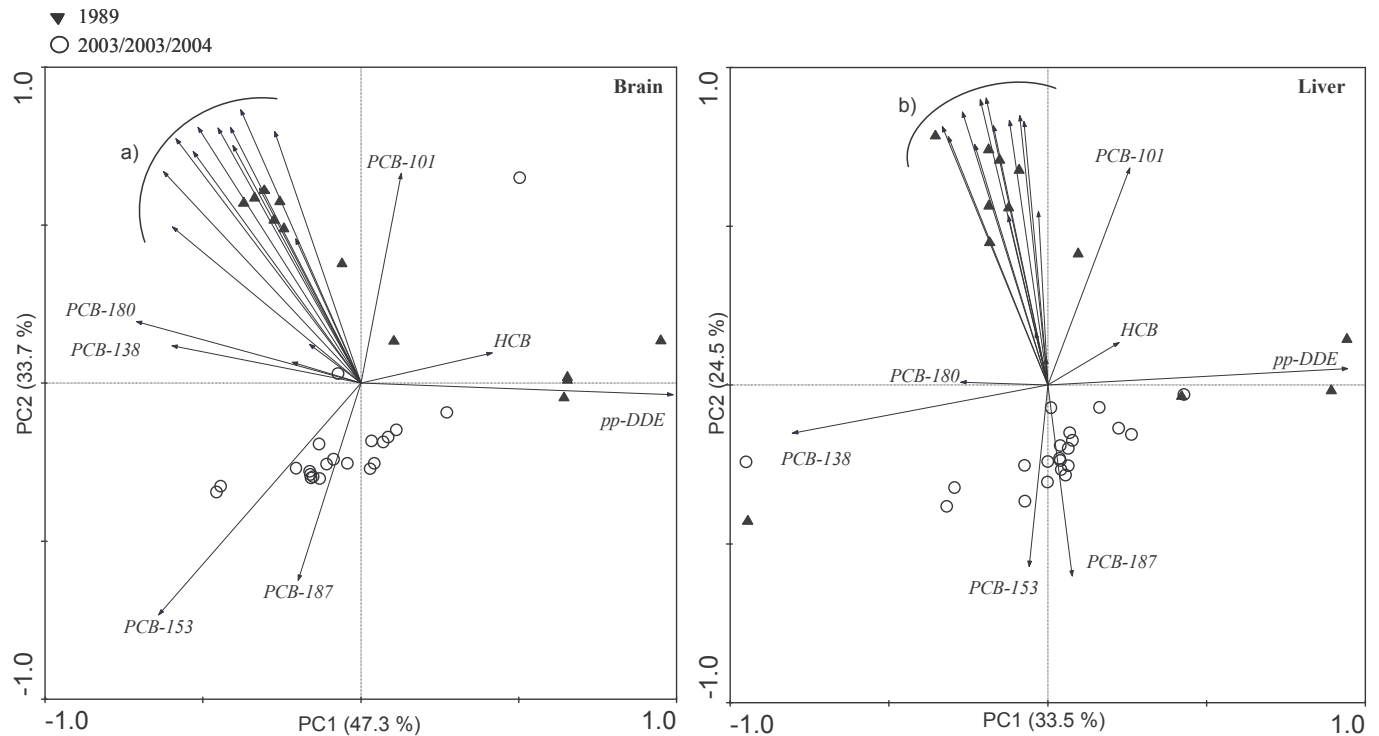 1989
2003/2003/2004
Brain
Liver
1.0
1.0
a)
b)
PCB-101
PCB-101
PCB-180
PCB-138
HCB
HCB
pp-DDE
PCB-180
pp-DDE
PCB-138
PC2 (33.7 %)
PC2 (24.5 %)
PCB-187
PCB-153
PCB-153
PCB-187
-1.0
-1.0
-1.0
PC1 (47.3 %)
1.0
-1.0
PC1 (33.5 %)
1.0